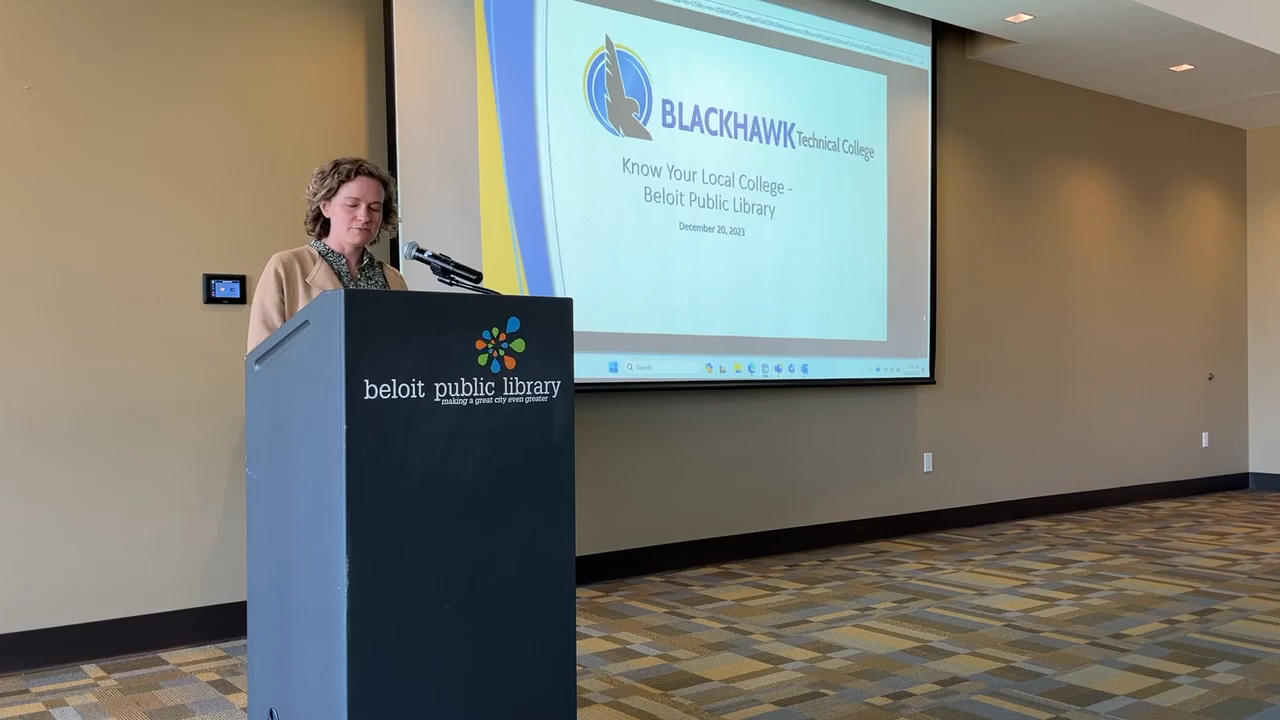 BLACKHAWK Technical College
Know Your Local College -
Beloit Public Library
December 20, 2023
Search
beloit public library
making a great city even greater